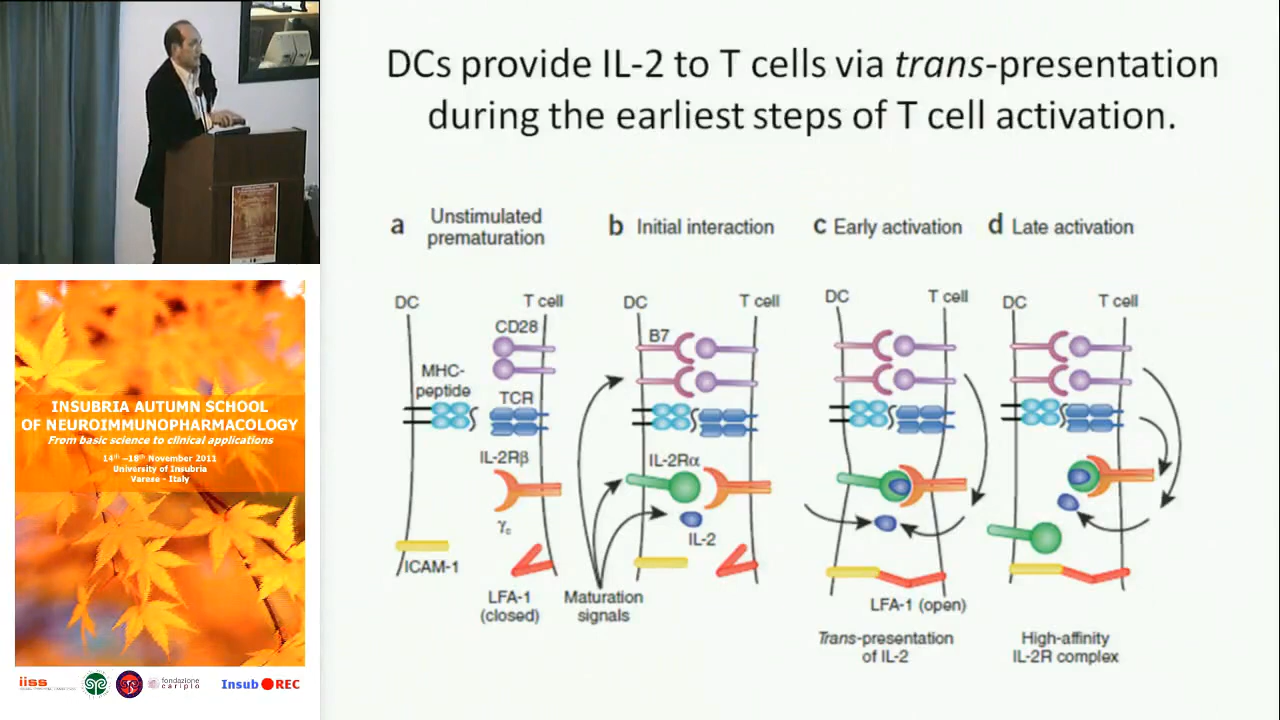 DCs provide IL-2 to T cells via trans-presentation
during the earliest steps of T cell activation.
a Unstimulated
prematuration
b Initial interaction
c Early activation
d Late activation
DC
T cell
CD28
MHC-
peptide
TCR
IL-2Rβ
γc
ICAM-1
LFA-1
(closed)
DC
T cell
B7
IL-2Rα
IL-2
Maturation
signals
DC
T cell
LFA-1 (open)
Trans-presentation
of IL-2
DC
T cell
High-affinity
IL-2R complex
INSUBRIA AUTUMN SCHOOL
OF NEUROIMMUNOPHARMACOLOGY
From basic science to clinical applications
14th –18th November 2011
University of Insubria
Varese - Italy
iiss
fondazione
cariplo
Insub REC